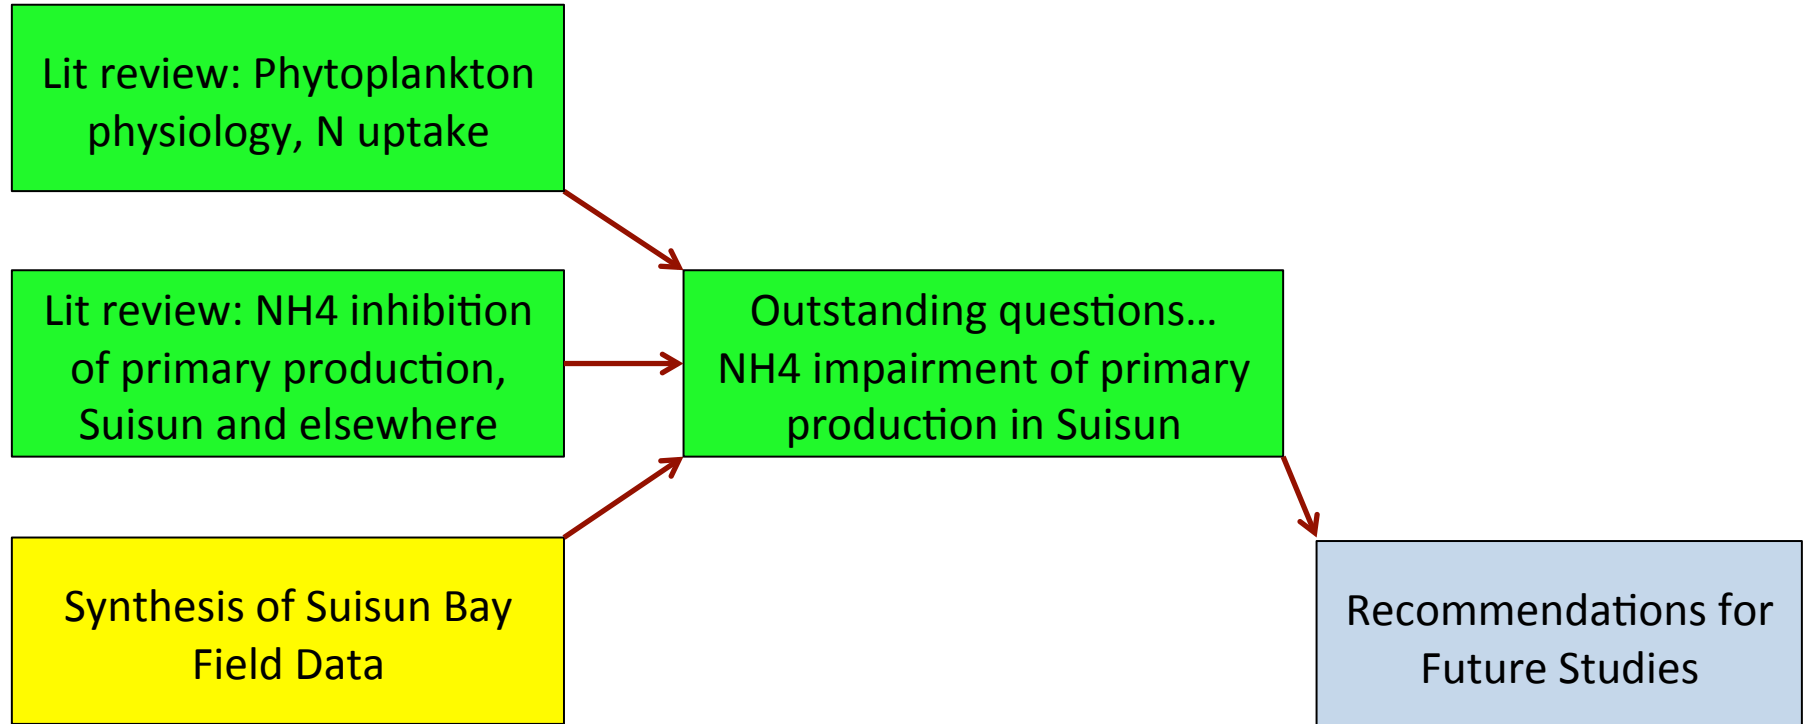 Lit review: Phytoplankton
physiology, N uptake
Lit review: NH4 inhibition
of primary production,
Suisun and elsewhere
Synthesis of Suisun Bay
Field Data
Outstanding questions...
NH4 impairment of primary
production in Suisun
Recommendations for
Future Studies